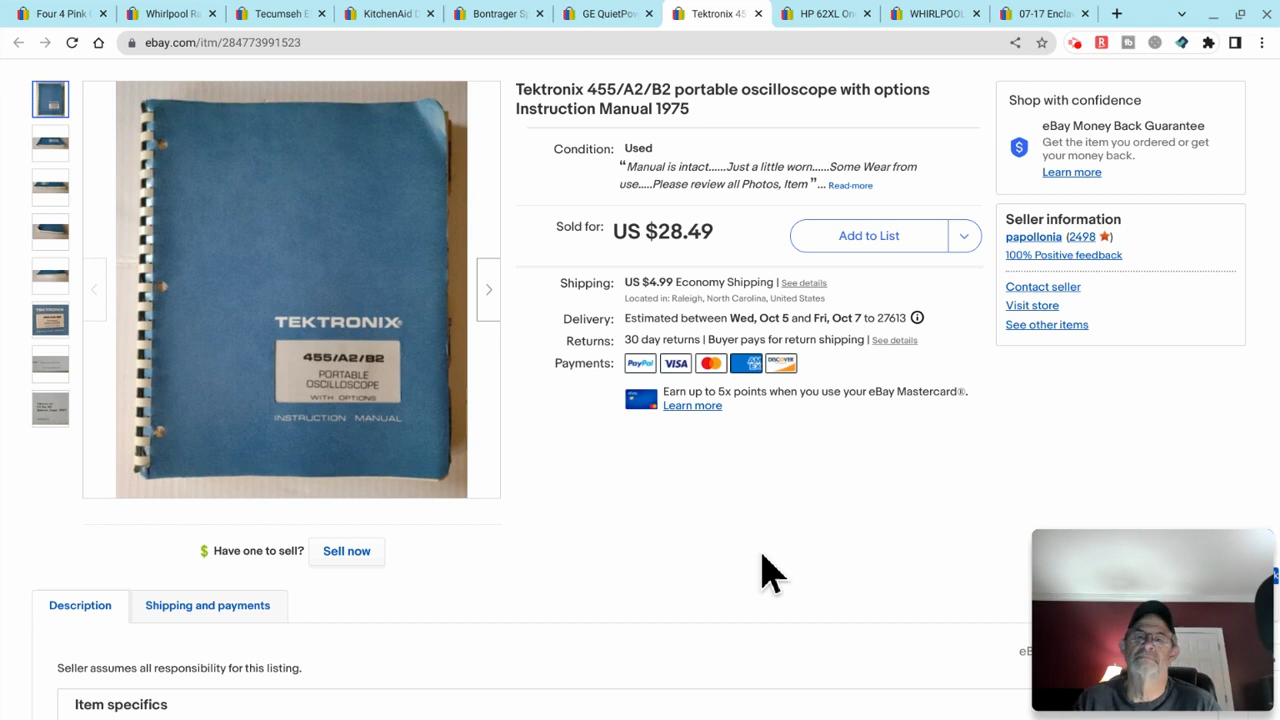 Four 4 Pink
Whirlpool Ra
Tecumseh E
KitchenAid D
Bontrager Sp
GE QuietPow
Tektronix 45
HP 62XL On
WHIRLPOOL
07-17 Encla
ebay.com/itm/284773991523
TEKTRONIX®
455/A2/B2
PORTABLE
OSCILLOSCOPE
WITH OPTIONS
INSTRUCTION MANUAL
Have one to sell?
Sell now
Tektronix 455/A2/B2 portable oscilloscope with options
Instruction Manual 1975
Condition: Used
“Manual is intact......Just a little worn......Some Wear from
use.....Please review all Photos, Item ”... Read more
Sold for: US $28.49
Add to List
Shipping: US $4.99 Economy Shipping | See details
Located in: Raleigh, North Carolina, United States
Delivery: Estimated between Wed, Oct 5 and Fri, Oct 7 to 27613
Returns: 30 day returns | Buyer pays for return shipping | See details
Payments: PayPal VISA DISCOVER
Earn up to 5x points when you use your eBay Mastercard®.
Learn more
Shop with confidence
eBay Money Back Guarantee
Get the item you ordered or get
your money back.
Learn more
Seller information
papollonia (2498 )
100% Positive feedback
Contact seller
Visit store
See other items
Description
Shipping and payments
Seller assumes all responsibility for this listing.
Item specifics